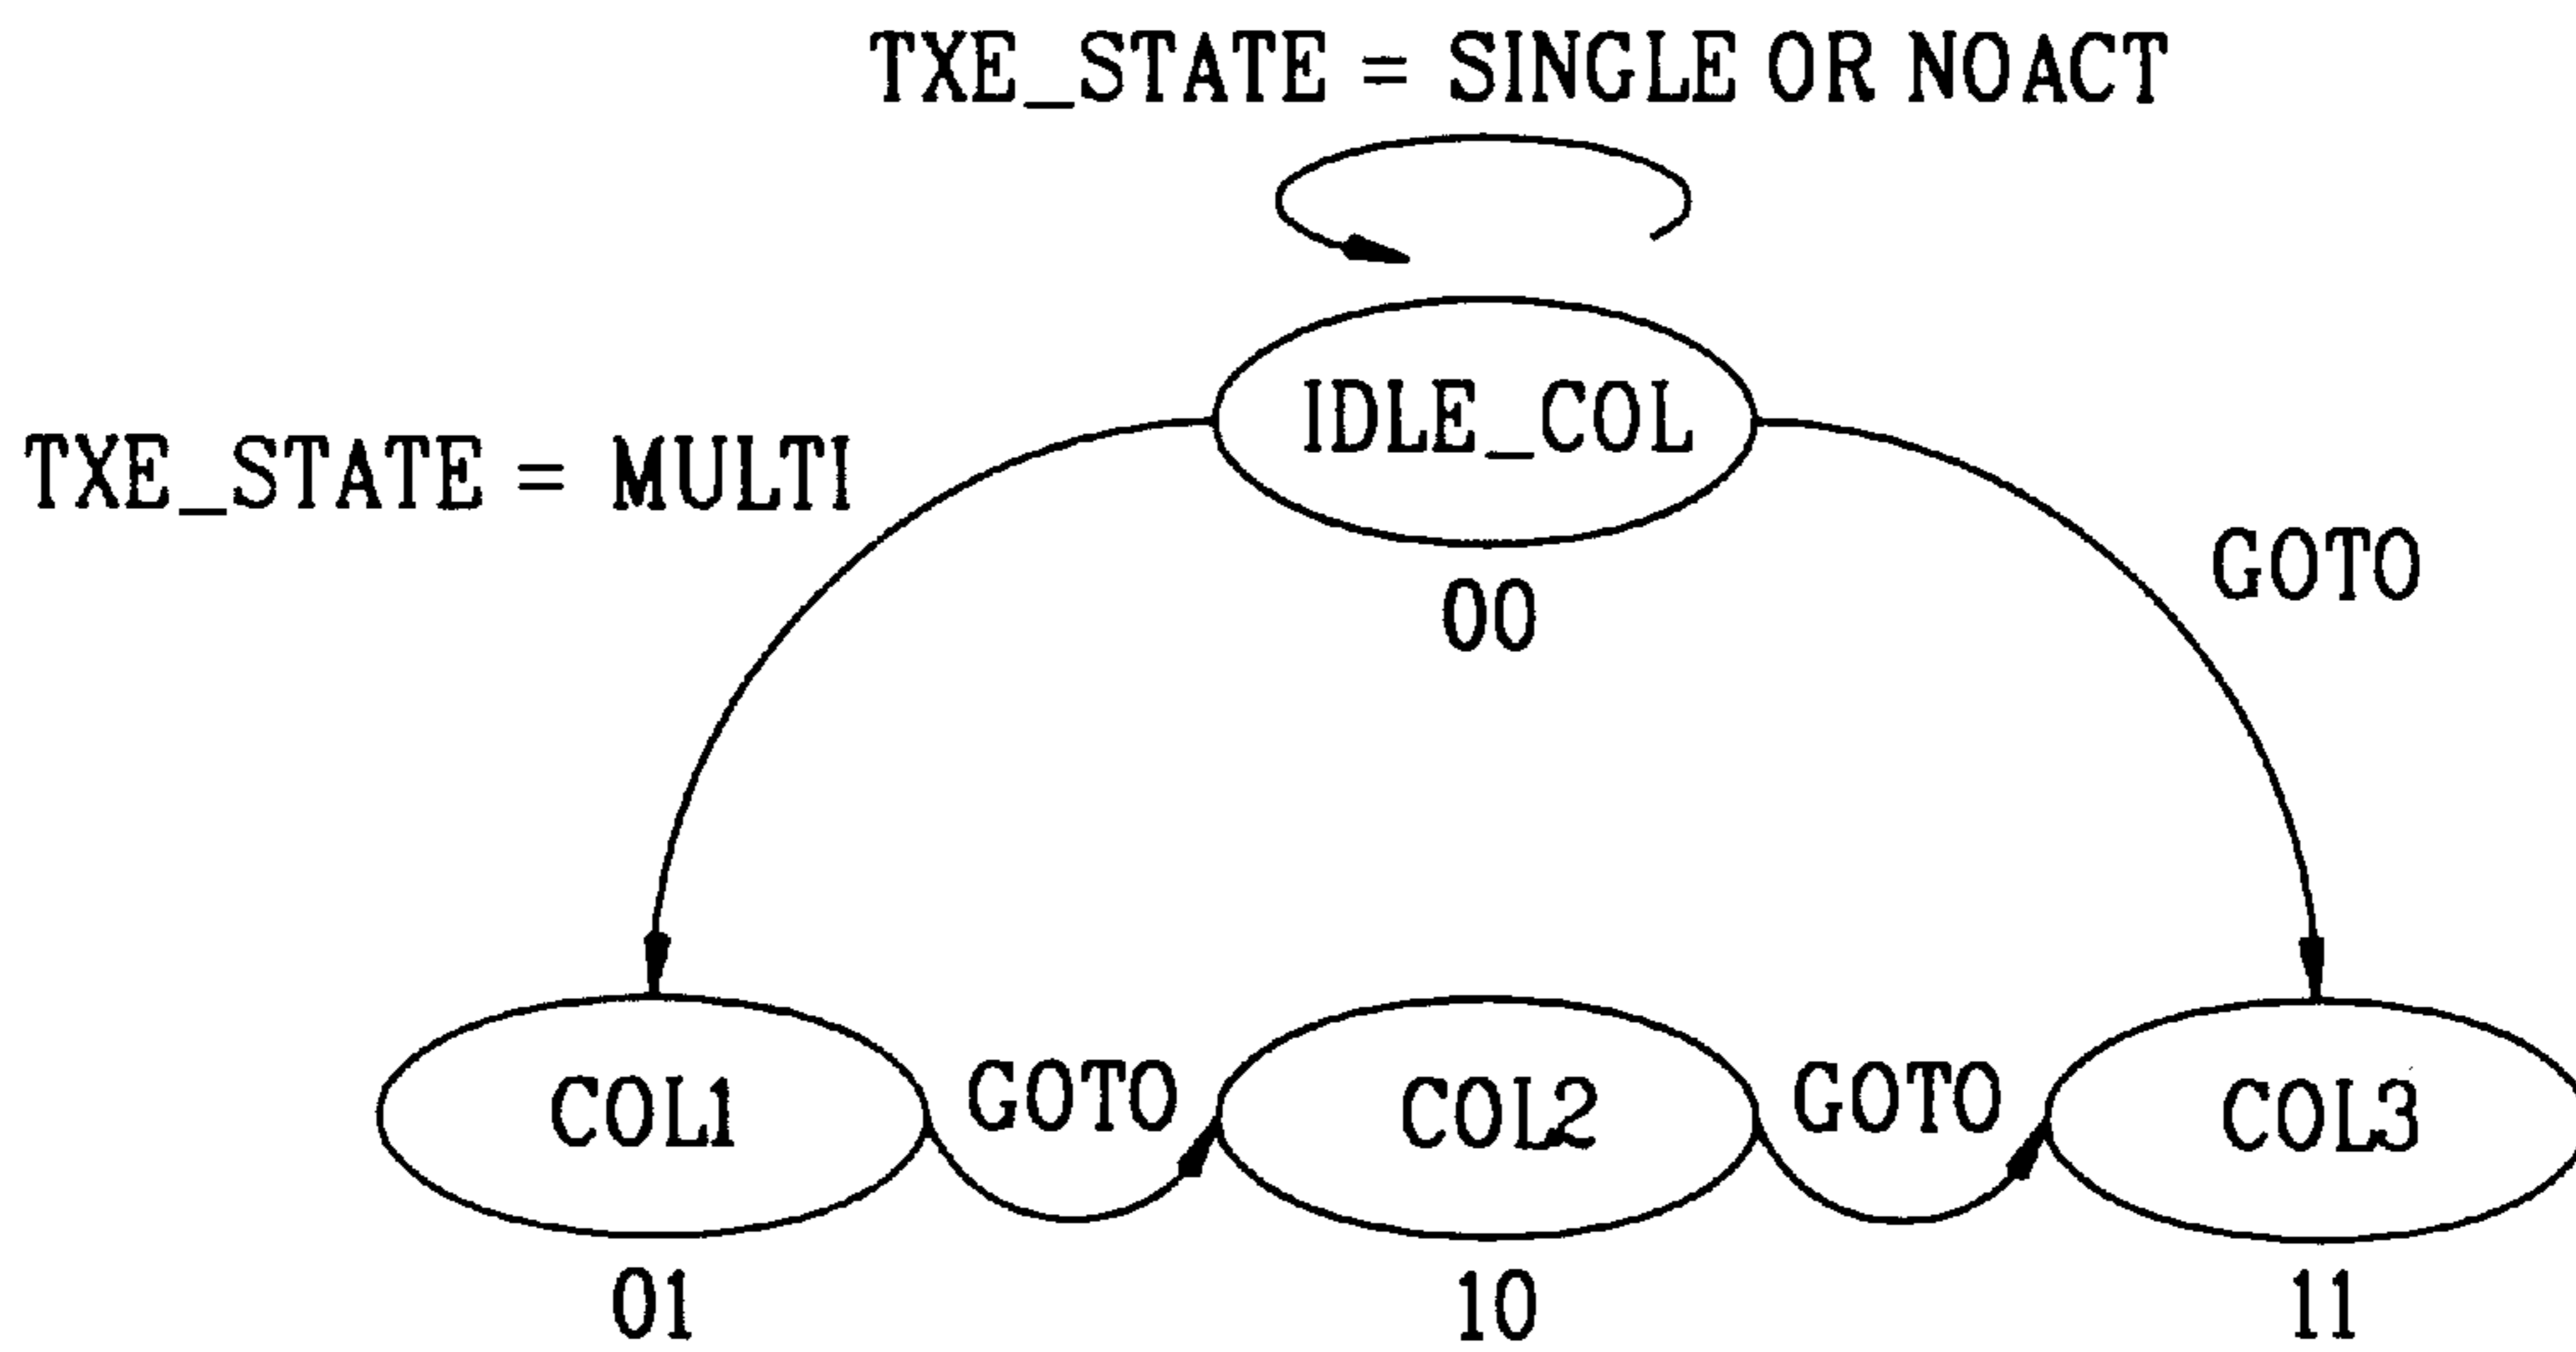 TXE_STATE = SINGLE OR NOACT
IDLE_COL
TXE_STATE = MULTI
GOTO
00
COL1
GOTO
COL2
GOTO
COL3
01
10
11